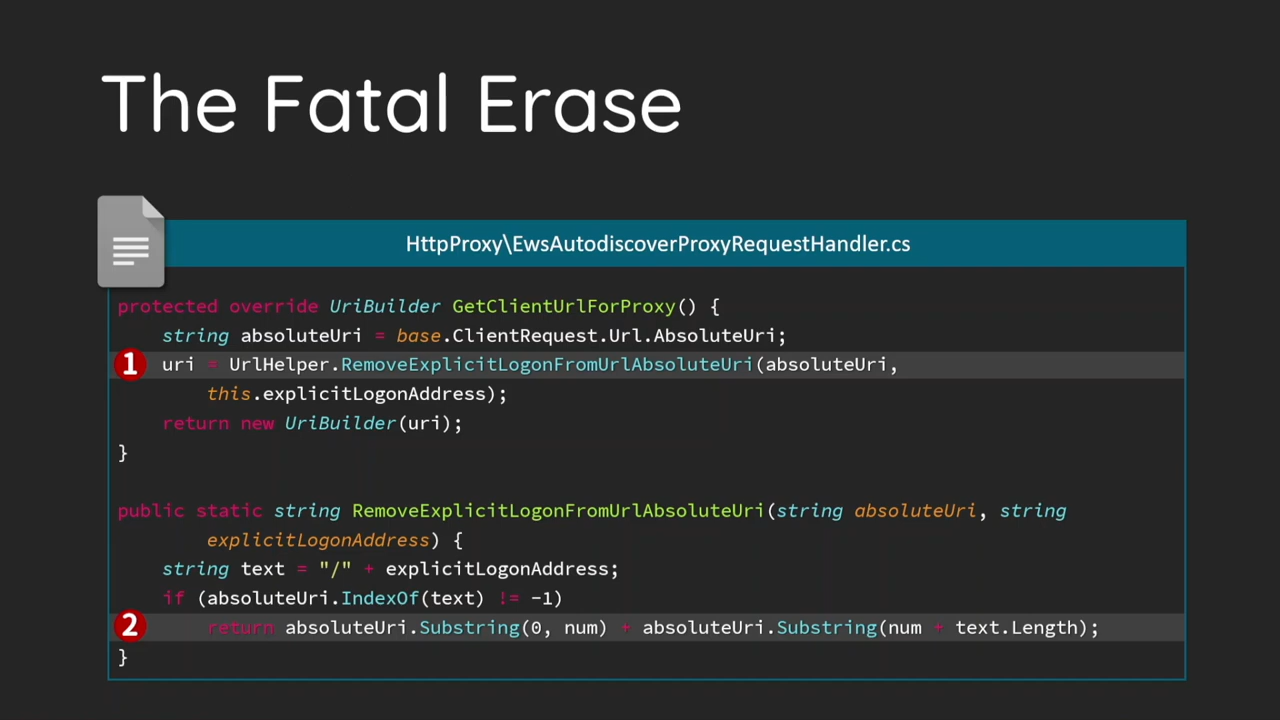 The Fatal Erase
HttpProxy\EwsAutodiscoverProxyRequestHandler.cs
protected override UriBuilder GetClientUrlForProxy() {
string absoluteUri = base.ClientRequest.Url.AbsoluteUri;
1 uri = UrlHelper.RemoveExplicitLogonFromUrlAbsoluteUri(absoluteUri,
this.explicitLogonAddress);
return new UriBuilder(uri);
}
public static string RemoveExplicitLogonFromUrlAbsoluteUri(string absoluteUri, string
explicitLogonAddress) {
string text = "/" + explicitLogonAddress;
if (absoluteUri.IndexOf(text) != -1)
2 return absoluteUri.Substring(0, num) + absoluteUri.Substring(num + text.Length);
}